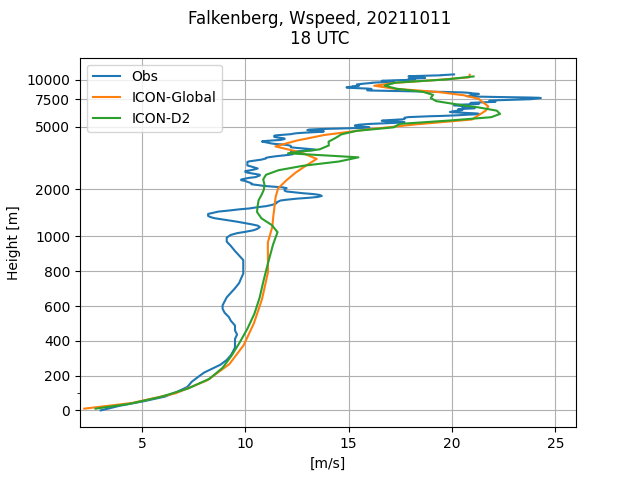 Falkenberg, Wspeed, 20211011
18 UTC
Obs
ICON-Global
ICON-D2
Height [m]
10000
7500
5000
2000
1000
800
600
400
200
0
5 10 15 20 25
[m/s]